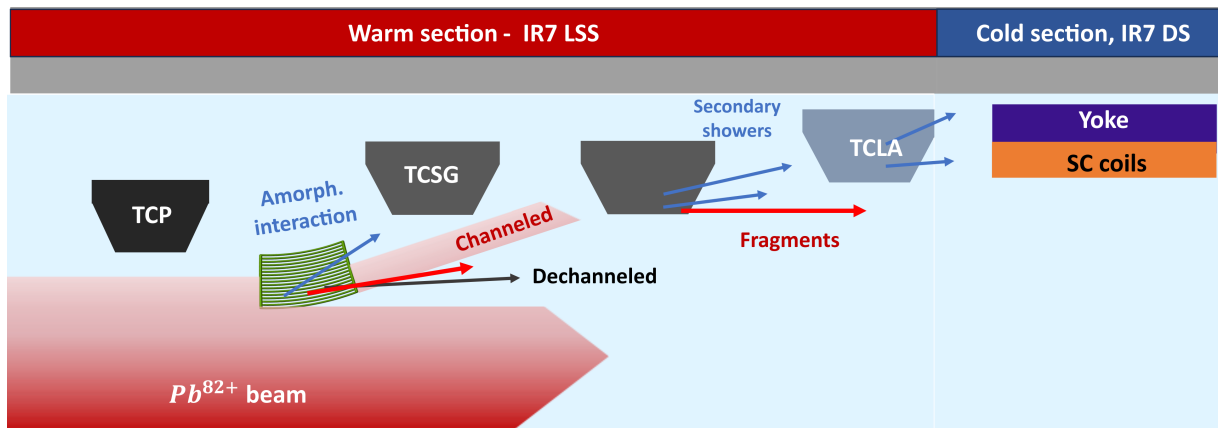 Warm section - IR7 LSS
Cold section, IR7 DS
Secondary
showers
Yoke
TCLA
SC coils
TCSG
TCP
Amorph.
interaction
Channeled
Fragments
Dechanneled
Pb⁸²⁺ beam